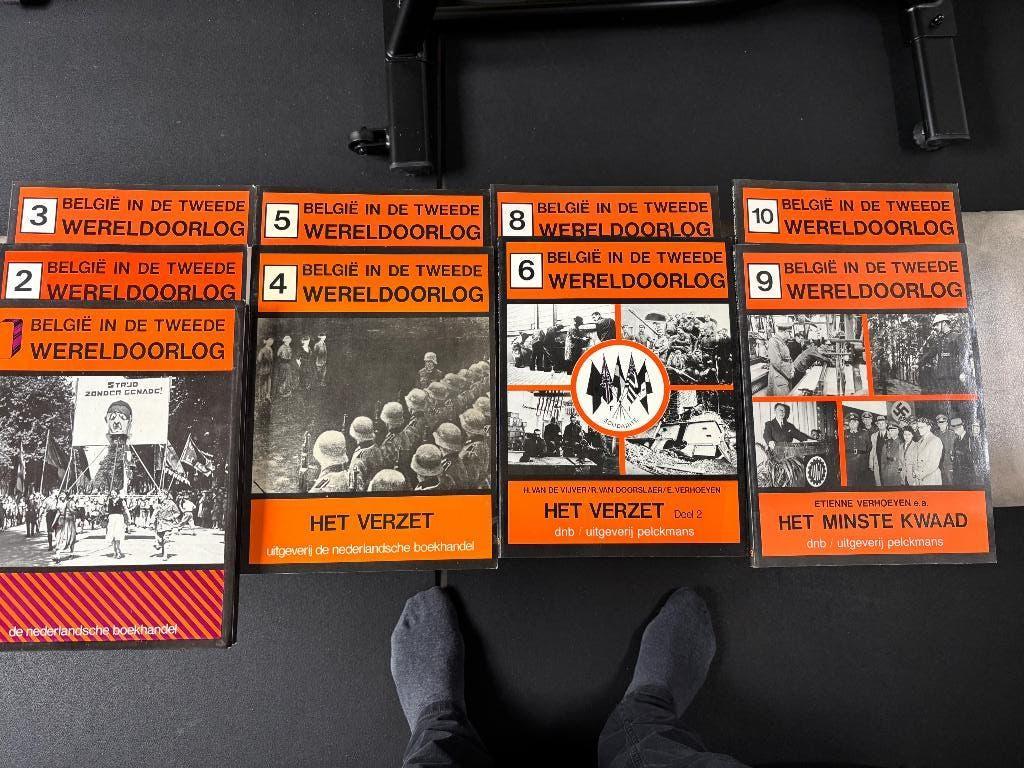 3
BELGIË IN DE TWEEDE
WERELDOORLOG
5
BELGIË IN DE TWEEDE
WERELDOORLOG
8
BELGIË IN DE TWEEDE
WERELDOORLOG
10
BELGIË IN DE TWEEDE
WERELDOORLOG
2
BELGIË IN DE TWEEDE
WERELDOORLOG
4
BELGIË IN DE TWEEDE
WERELDOORLOG
HET VERZET
uitgeverij de nederlandsche boekhandel
6
BELGIË IN DE TWEEDE
WERELDOORLOG
SOLIDARITÉ
H. VAN DE VIJVER/R. VAN DOORSLAER/E. VERHOEYEN
HET VERZET Deel 2
dnb / uitgeverij pelckmans
9
BELGIË IN DE TWEEDE
WERELDOORLOG
ETIENNE VERHOEYEN e.a.
HET MINSTE KWAAD
dnb / uitgeverij pelckmans
1
BELGIË IN DE TWEEDE
WERELDOORLOG
STRIJD
ZONDER GENADE!
de nederlandsche boekhandel